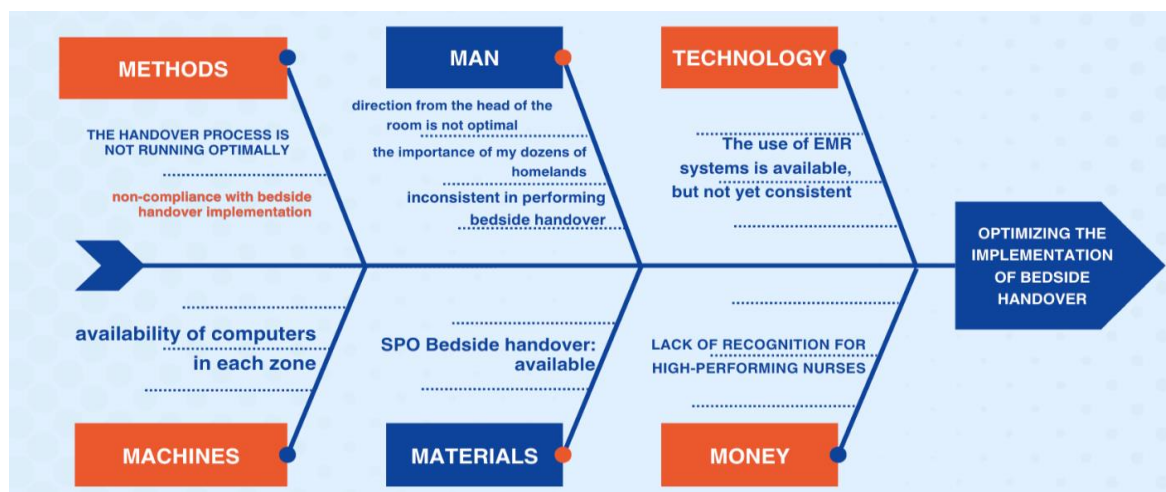 METHODS
THE HANDOVER PROCESS IS
NOT RUNNING OPTIMALLY
non-compliance with bedside
handover implementation
MAN
direction from the head of the
room is not optimal
the importance of my dozens of
homelands
inconsistent in performing
bedside handover
TECHNOLOGY
The use of EMR
systems is available,
but not yet consistent
OPTIMIZING THE
IMPLEMENTATION
OF BEDSIDE
HANDOVER
availability of computers
in each zone
MACHINES
SPO Bedside handover:
available
MATERIALS
LACK OF RECOGNITION FOR
HIGH-PERFORMING NURSES
MONEY